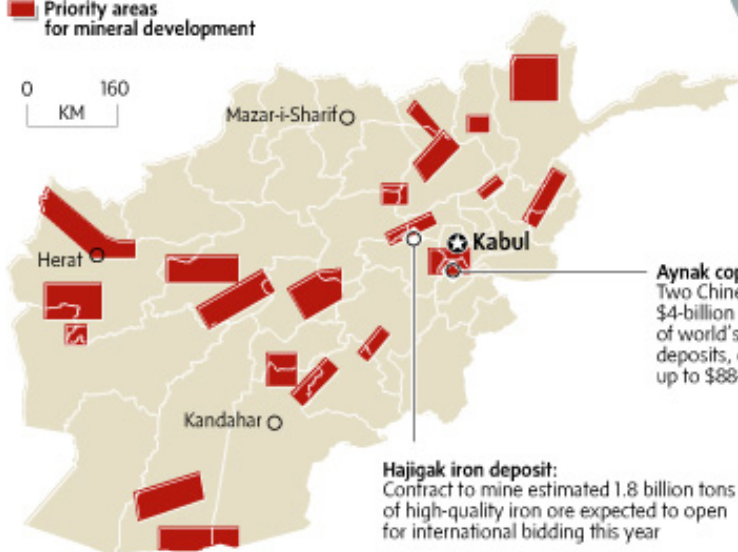 Priority areas
for mineral development
0 160
KM
Mazar-i-Sharif
Herat
Kabul
Aynak
Two Chine
$4-billion
of world's
deposits,
up to $88
Kandahar
Hajigak iron deposit:
Contract to mine estimated 1.8 billion tons
of high-quality iron ore expected to open
for international bidding this year